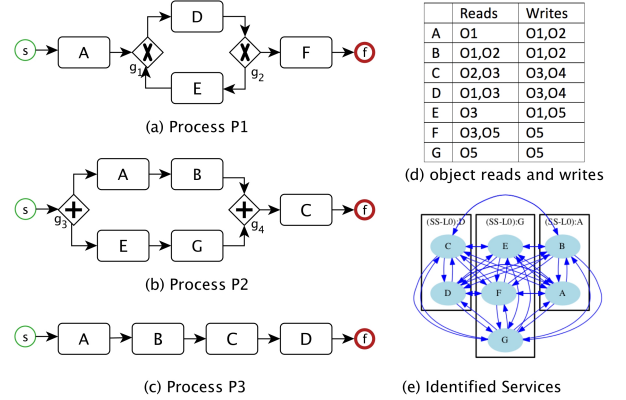 s
A
g1
D
E
g2
F
f
(a) Process P1
s
g3
A
B
E
G
g4
C
f
(b) Process P2
s
A
B
C
D
f
(c) Process P3
Reads Writes
A O1 O1,O2
B O1,O2 O1,O2
C O2,O3 O3,O4
D O1,O3 O3,O4
E O3 O1,O5
F O3,O5 O5
G O5 O5
(d) object reads and writes
(SS-L0):D (SS-L0):G (SS-L0):A
C E B
D F A
G
(e) Identified Services